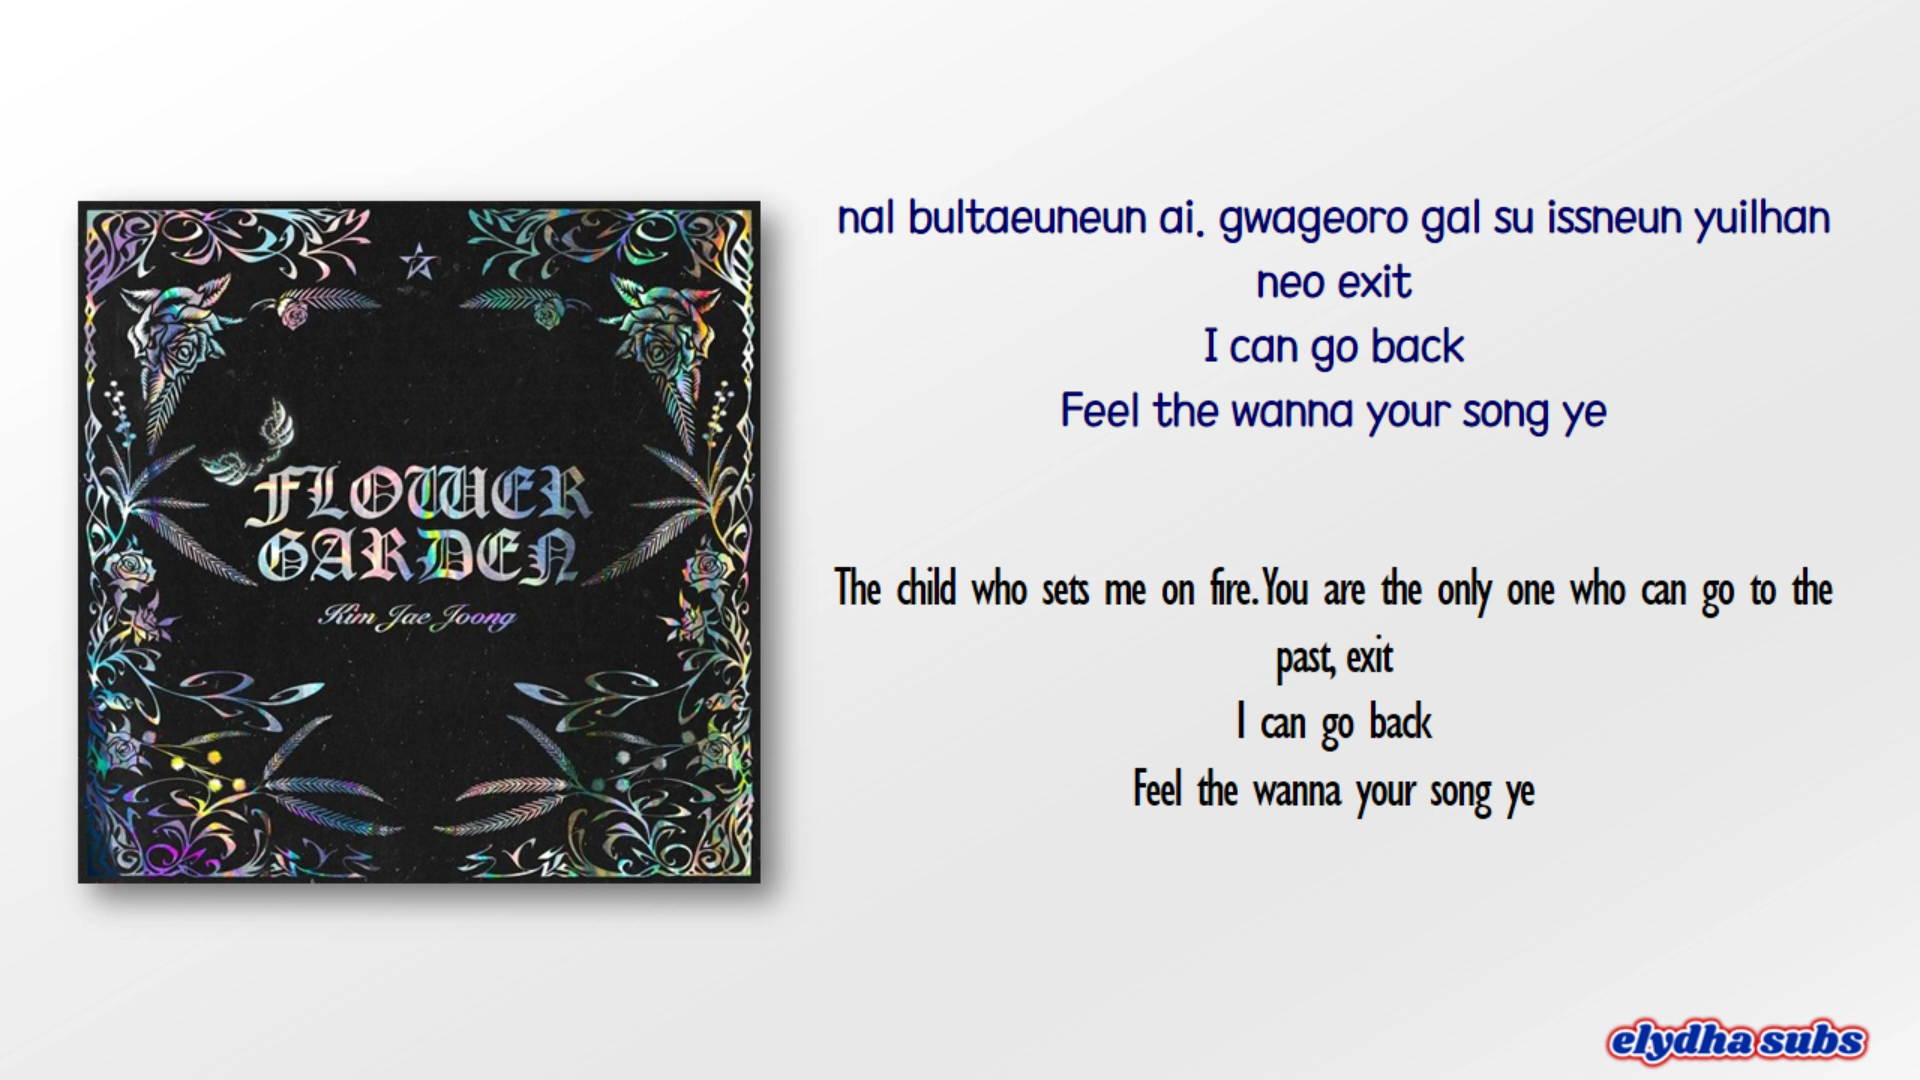 FLOWER
GARDEN
Kim Jae Joong
nal bultaeuneun ai. gwageoro gal su issneun yuilhan
neo exit
I can go back
Feel the wanna your song ye
The child who sets me on fire. You are the only one who can go to the
past, exit
I can go back
Feel the wanna your song ye
elydha subs